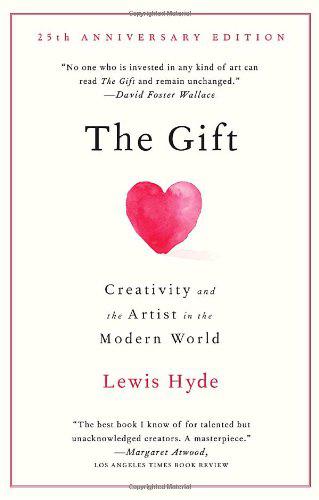 25th ANNIVERSARY EDITION
“No one who is invested in any kind of art can
read The Gift and remain unchanged.”
—David Foster Wallace
The Gift
Creativity and
the Artist in the
Modern World
Lewis Hyde
“The best book I know of for talented but
unacknowledged creators. A masterpiece.”
—Margaret Atwood,
LOS ANGELES TIMES BOOK REVIEW